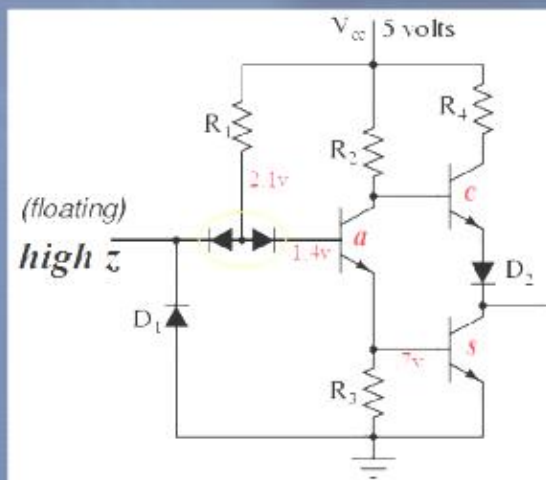 Vcc 5 volts
R1
R4
R2
2.1v
(floating)
high z
c
a
1.4v
D2
D1
s
.7v
R3